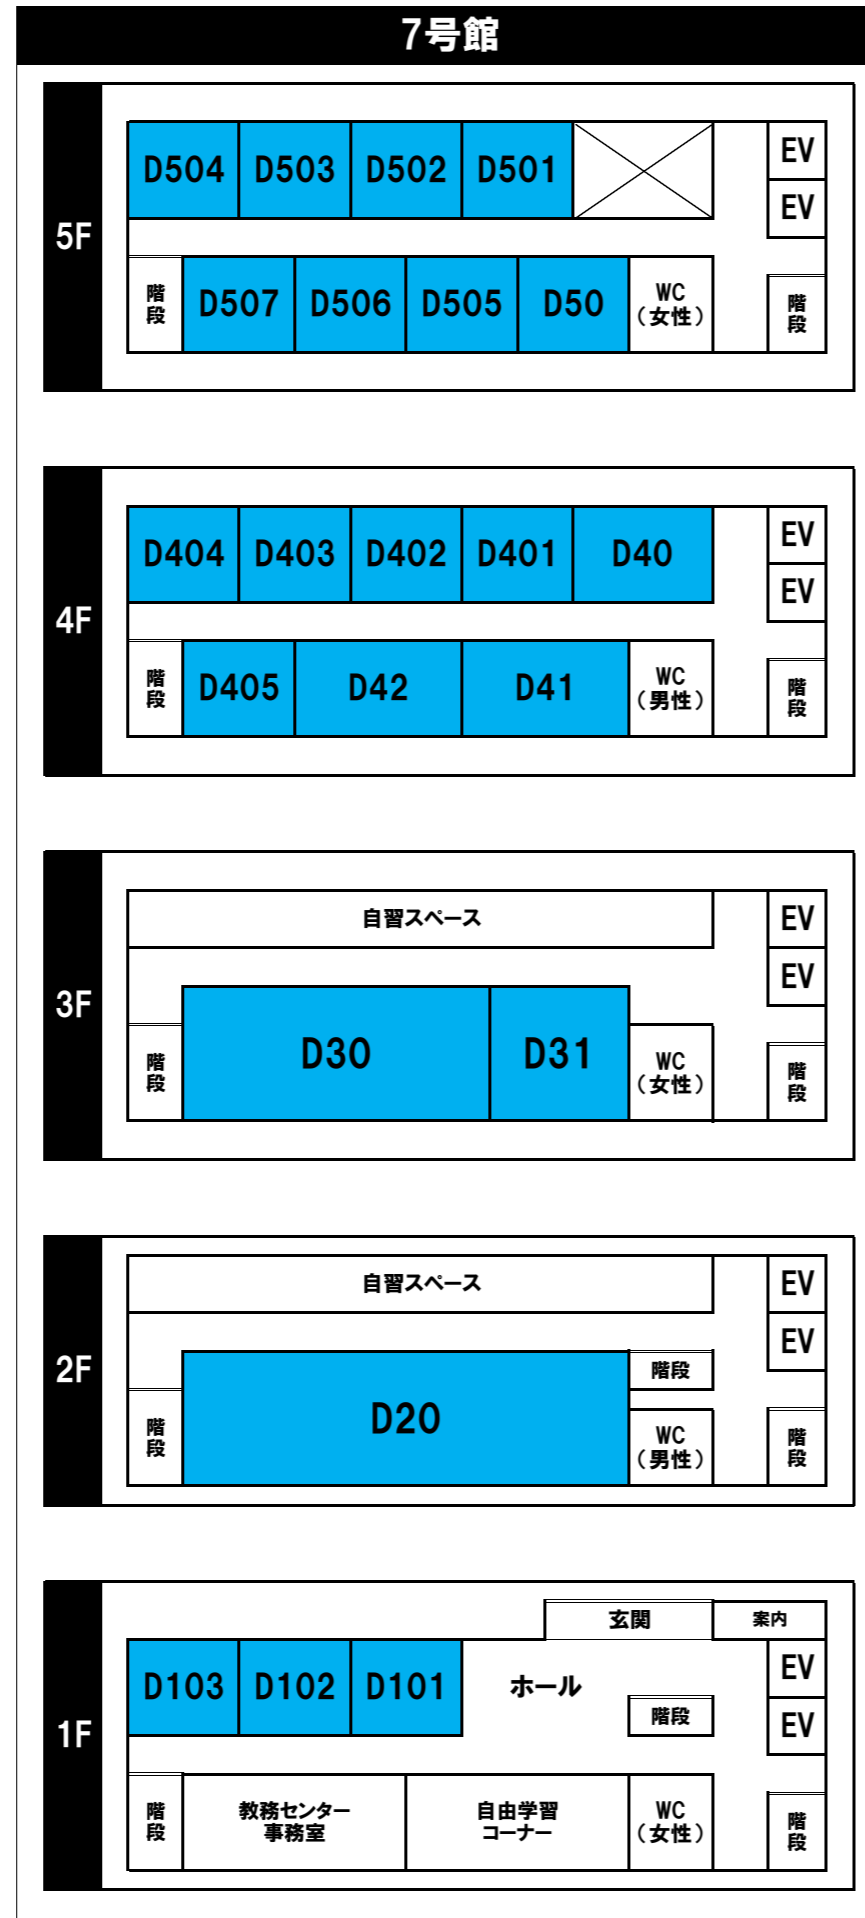 7号館
5F
D504 D503 D502 D501 EV
EV
階段 D507 D506 D505 D50 WC
（女性） 階段
4F
D404 D403 D402 D401 D40 EV
EV
階段 D405 D42 D41 WC
（男性） 階段
3F
自習スペース EV
EV
階段 D30 D31 WC
（女性） 階段
2F
自習スペース EV
EV
階段
階段 D20 WC
（男性） 階段
1F
玄関 案内
D103 D102 D101 ホール EV
階段 EV
階段 教務センター
事務室 自由学習
コーナー WC
（女性） 階段